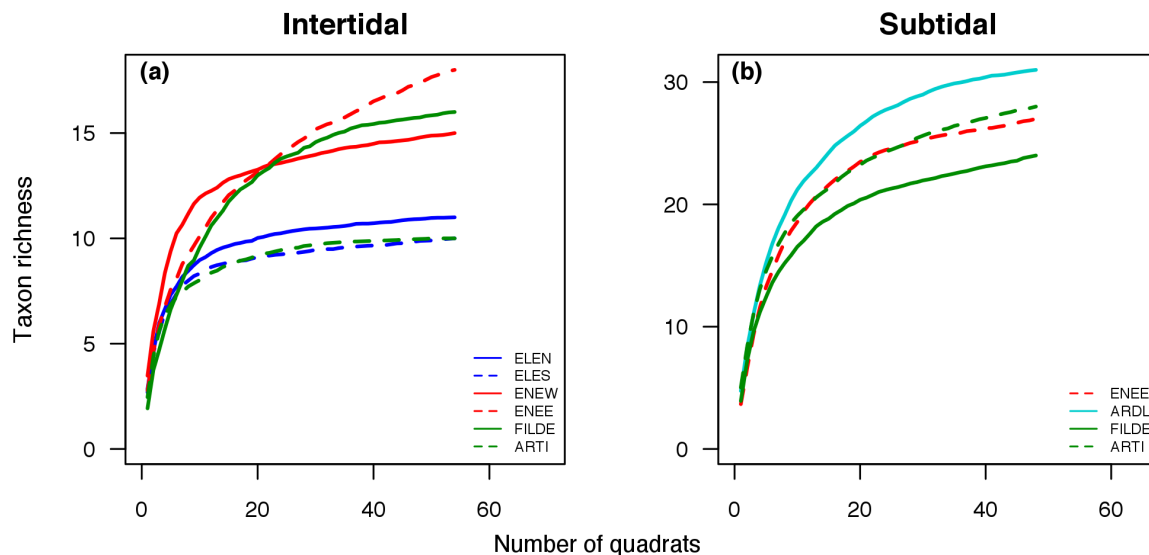 Intertidal
Subtidal
(a)
(b)
Taxon richness
15
10
5
0
30
20
10
0
ELEN
ELES
ENEW
ENEE
FILDE
ARTI
ENEE
ARDL
FILDE
ARTI
0 20 40 60
0 20 40 60
Number of quadrats